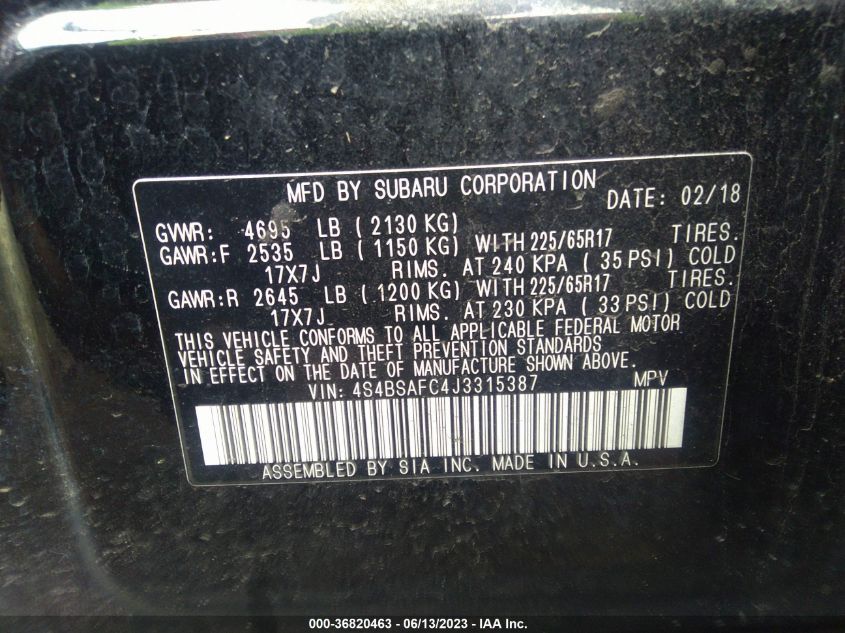 MFD BY SUBARU CORPORATION DATE: 02/18
GVWR: 4695 LB ( 2130 KG)
GAWR:F 2535 LB ( 1150 KG) WITH 225/65R17 TIRES.
17X7J RIMS. AT 240 KPA ( 35 PSI) COLD
GAWR:R 2645 LB ( 1200 KG) WITH 225/65R17 TIRES.
17X7J RIMS. AT 230 KPA ( 33 PSI) COLD
THIS VEHICLE CONFORMS TO ALL APPLICABLE FEDERAL MOTOR
VEHICLE SAFETY AND THEFT PREVENTION STANDARDS
IN EFFECT ON THE DATE OF MANUFACTURE SHOWN ABOVE.
VIN: 4S4BSAFC4J3315387 MPV
ASSEMBLED BY SIA INC. MADE IN U.S.A.
000-36820463 - 06/13/2023 - IAA Inc.